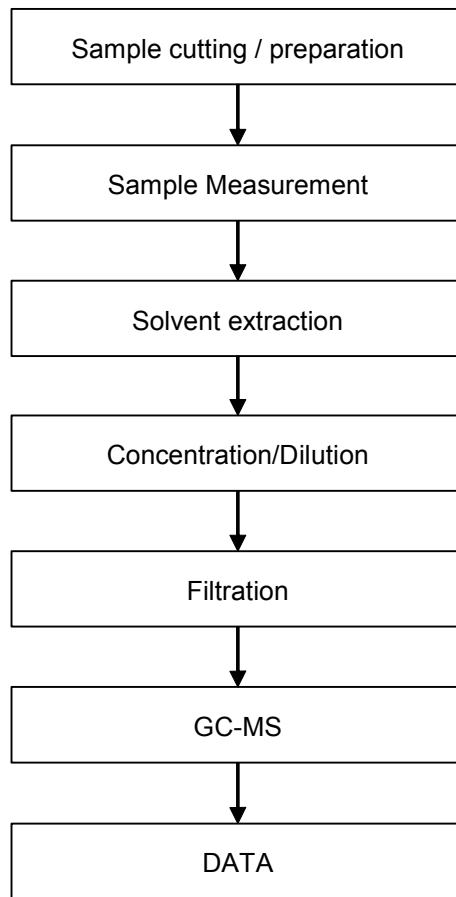 Sample cutting / preparation
Sample Measurement
Solvent extraction
Concentration/Dilution
Filtration
GC-MS
DATA